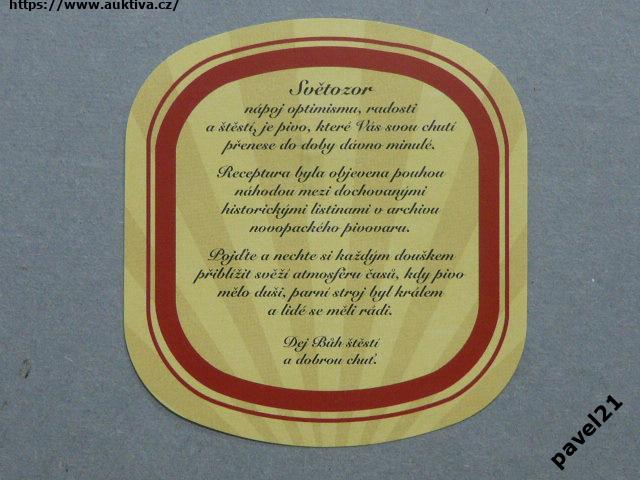 https://www.auktiva.cz/
Světozor
nápoj optimismu, radosti
a štěstí, je pivo, které Vás svou chutí
přenese do doby dávno minulé.
Receptura byla objevena pouhou
náhodou mezi dochovanými
historickými listinami v archivu
novopackého pivovaru.
Pojďte a nechte si každým douškem
přiblížit svěží atmosféru časů, kdy pivo
mělo duši, parní stroj byl králem
a lidé se měli rádi.
Dej Bůh štěstí
a dobrou chuť.
pavel21